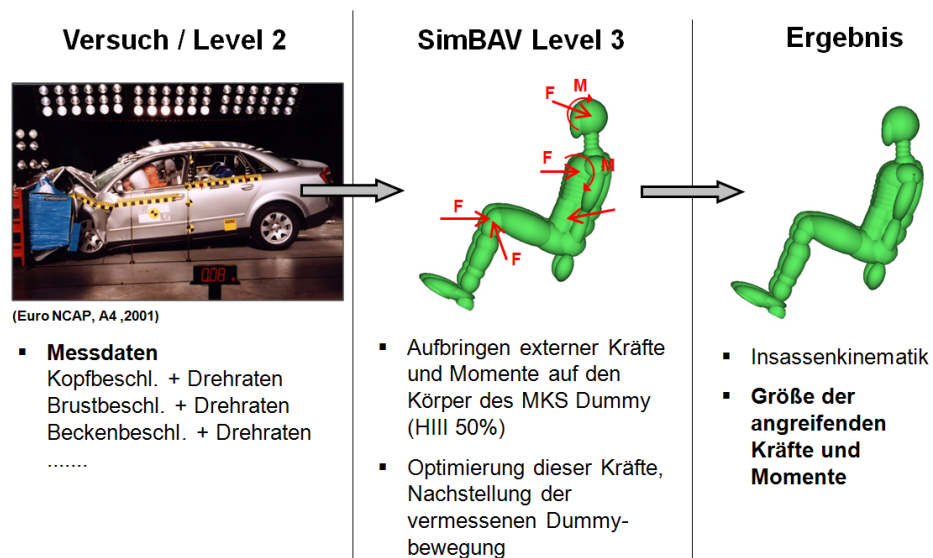 Versuch / Level 2
(Euro NCAP, A4 ,2001)
▪ Messdaten
Kopfbeschl. + Drehraten
Brustbeschl. + Drehraten
Beckenbeschl. + Drehraten
.......
SimBAV Level 3
M
F
F
M
F
F
▪ Aufbringen externer Kräfte
und Momente auf den
Körper des MKS Dummy
(HIII 50%)
▪ Optimierung dieser Kräfte,
Nachstellung der
vermessenen Dummy-
bewegung
Ergebnis
▪ Insassenkinematik
▪ Größe der
angreifenden
Kräfte und
Momente